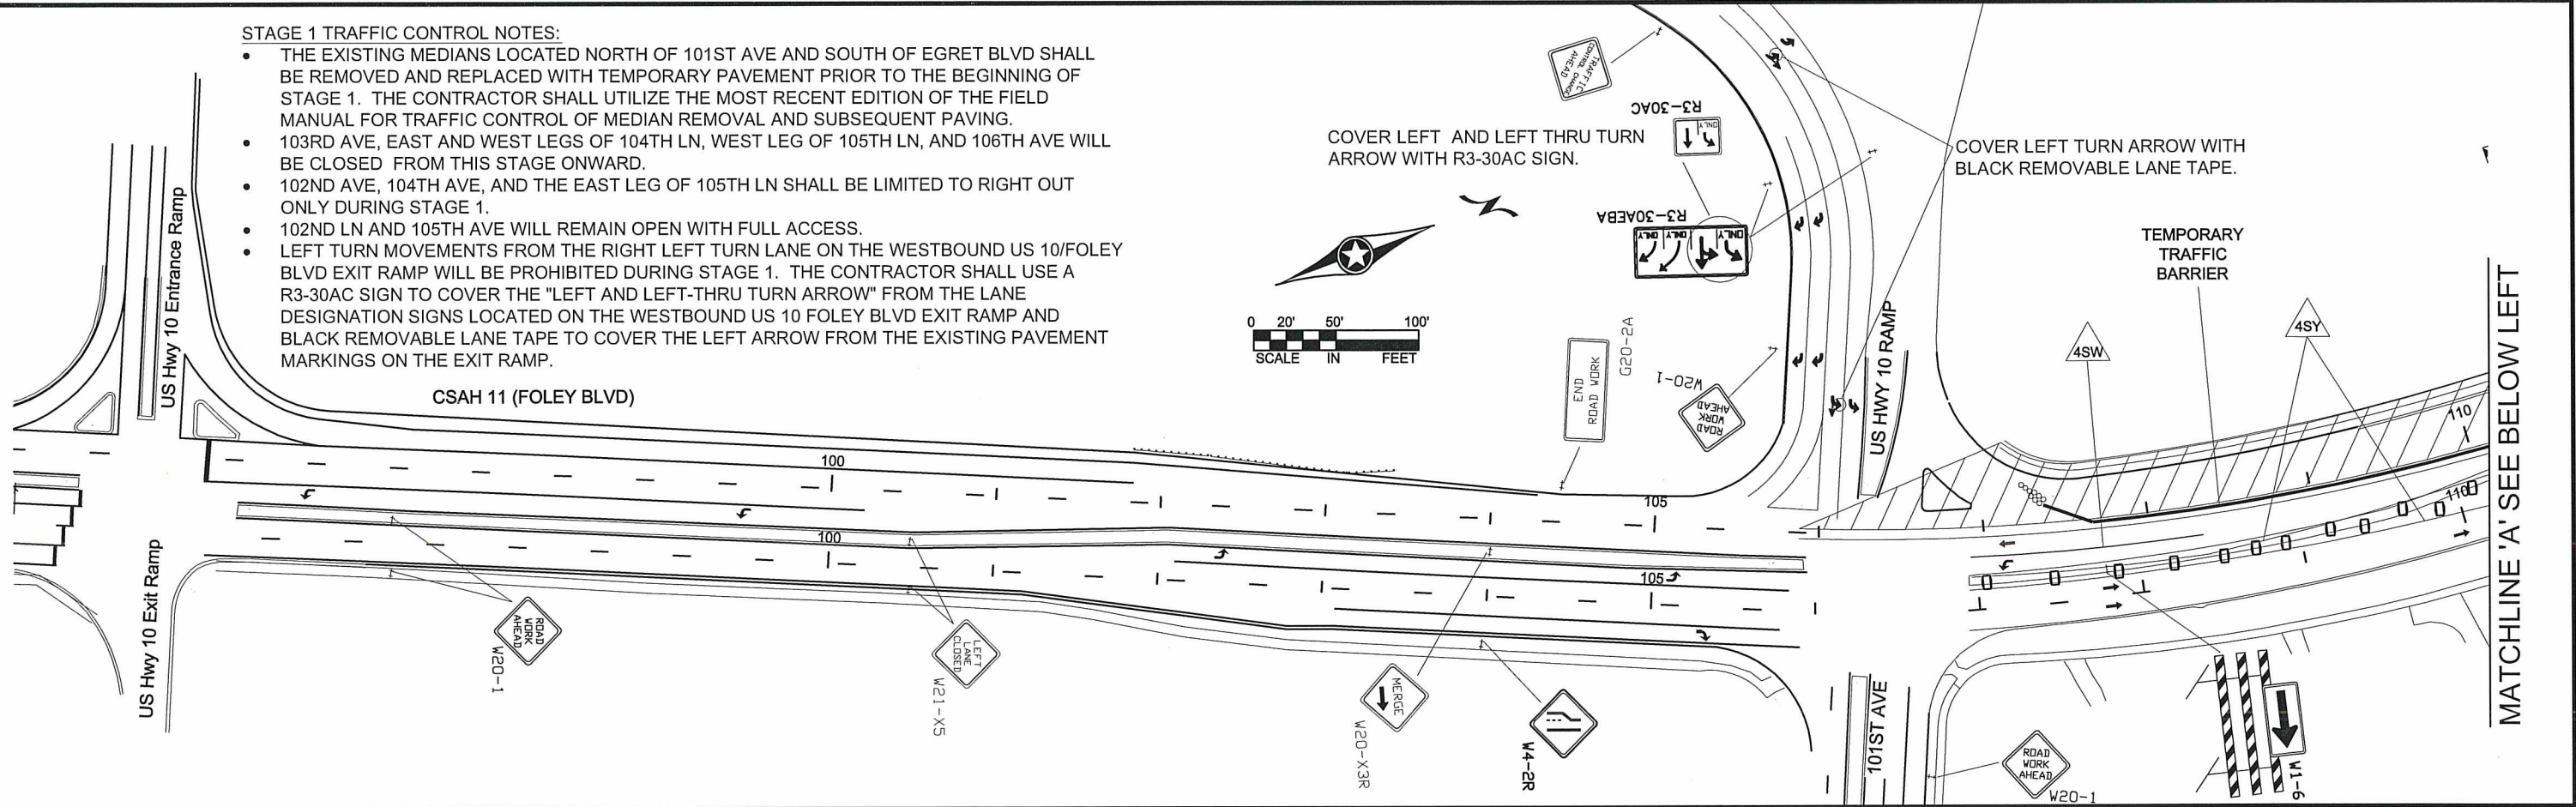 STAGE 1 TRAFFIC CONTROL NOTES:
• THE EXISTING MEDIANS LOCATED NORTH OF 101ST AVE AND SOUTH OF EGRET BLVD SHALL
BE REMOVED AND REPLACED WITH TEMPORARY PAVEMENT PRIOR TO THE BEGINNING OF
STAGE 1. THE CONTRACTOR SHALL UTILIZE THE MOST RECENT EDITION OF THE FIELD
MANUAL FOR TRAFFIC CONTROL OF MEDIAN REMOVAL AND SUBSEQUENT PAVING.
• 103RD AVE, EAST AND WEST LEGS OF 104TH LN, WEST LEG OF 105TH LN, AND 106TH AVE WILL
BE CLOSED FROM THIS STAGE ONWARD.
• 102ND AVE, 104TH AVE, AND THE EAST LEG OF 105TH LN SHALL BE LIMITED TO RIGHT OUT
ONLY DURING STAGE 1.
• 102ND LN AND 105TH AVE WILL REMAIN OPEN WITH FULL ACCESS.
• LEFT TURN MOVEMENTS FROM THE RIGHT LEFT TURN LANE ON THE WESTBOUND US 10/FOLEY
BLVD EXIT RAMP WILL BE PROHIBITED DURING STAGE 1. THE CONTRACTOR SHALL USE A
R3-30AC SIGN TO COVER THE "LEFT AND LEFT-THRU TURN ARROW" FROM THE LANE
DESIGNATION SIGNS LOCATED ON THE WESTBOUND US 10 FOLEY BLVD EXIT RAMP AND
BLACK REMOVABLE LANE TAPE TO COVER THE LEFT ARROW FROM THE EXISTING PAVEMENT
MARKINGS ON THE EXIT RAMP.
CSAH 11 (FOLEY BLVD)
US Hwy 10 Entrance Ramp
US Hwy 10 Exit Ramp
0 20' 50' 100'
SCALE IN FEET
COVER LEFT AND LEFT THRU TURN
ARROW WITH R3-30AC SIGN.
TRAFFIC
CONTROL CHANGE
AHEAD
R3-30AC
ONLY
R3-30AEBA
ONLY ONLY ONLY
COVER LEFT TURN ARROW WITH
BLACK REMOVABLE LANE TAPE.
TEMPORARY
TRAFFIC
BARRIER
END
ROAD WORK
G20-2A
W20-1
ROAD
WORK
AHEAD
US HWY 10 RAMP
4SW
4SY
110
110
100
100
105
105
ROAD
WORK
AHEAD
W20-1
LEFT
LANE
CLOSED
W21-X5
MERGE
W20-X3R
W4-2R
101ST AVE
ROAD
WORK
AHEAD
W20-1
W1-6
MATCHLINE 'A' SEE BELOW LEFT